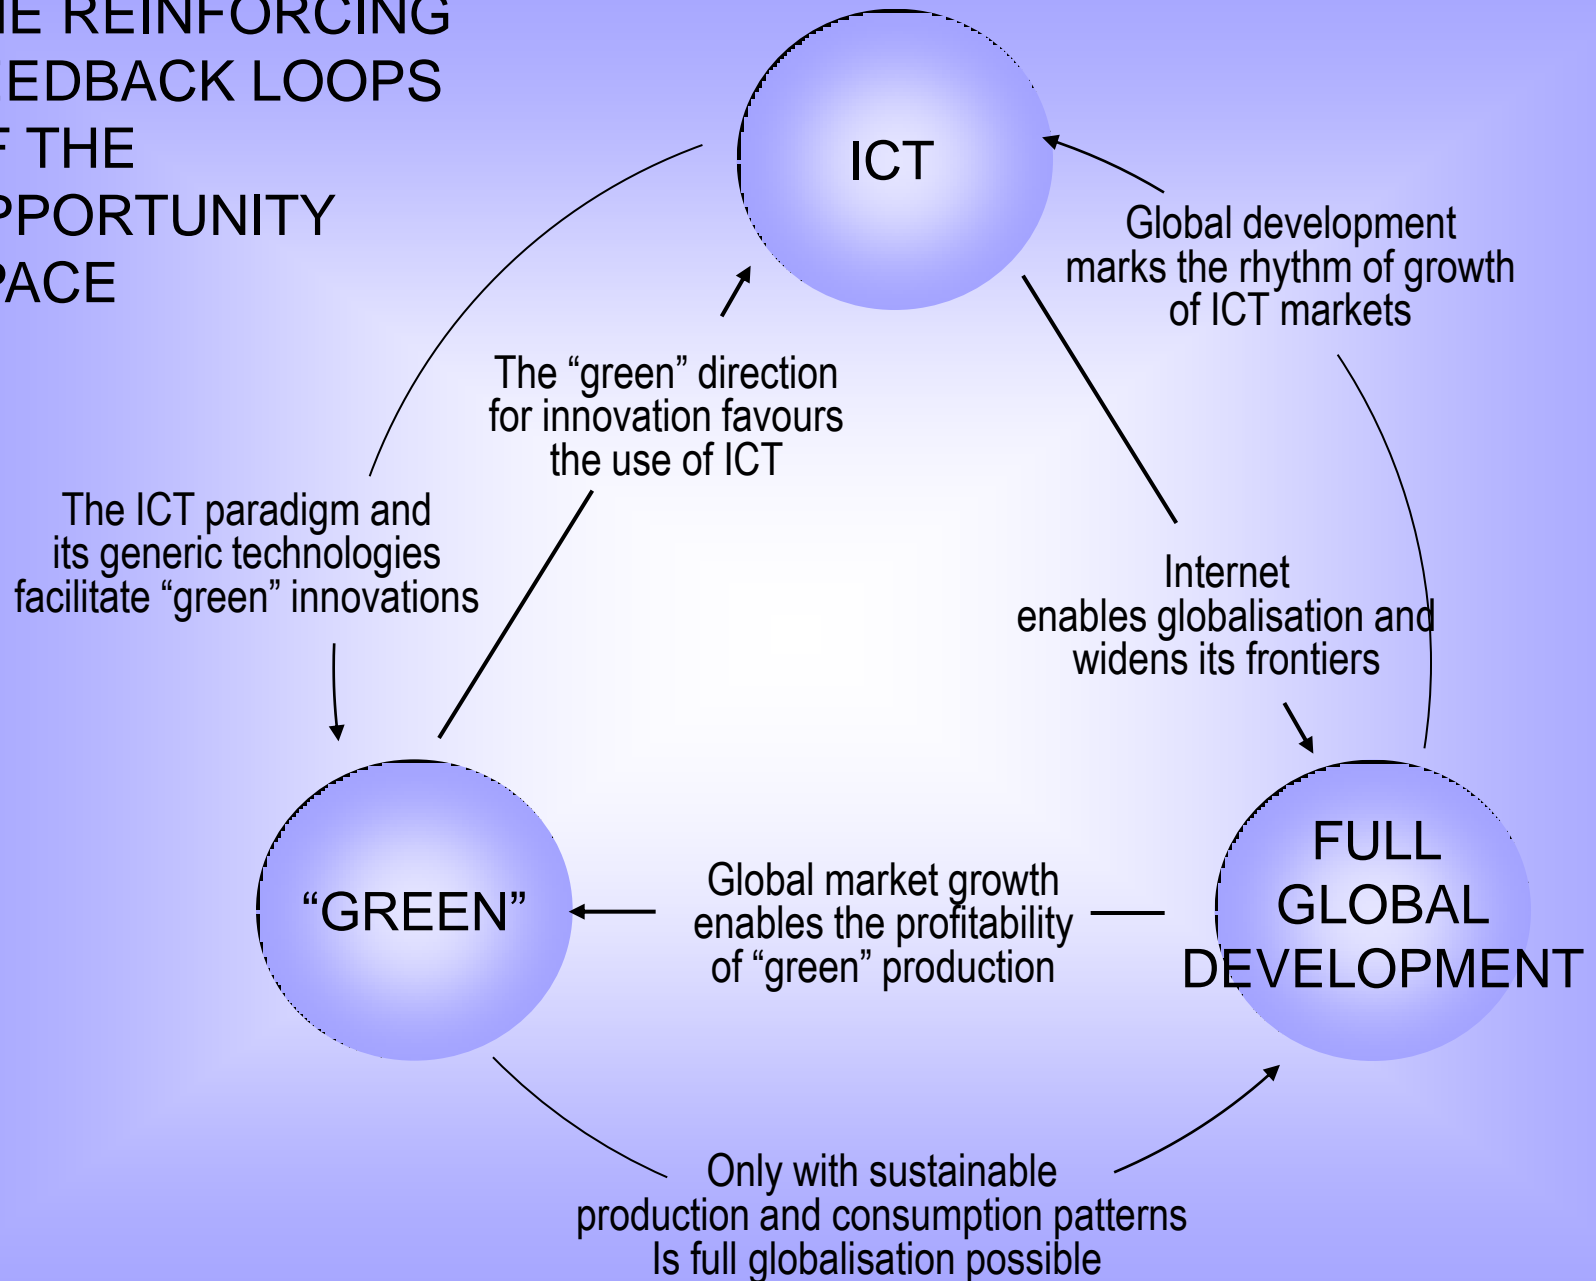 HE REINFORCING
EEDBACK LOOPS
F THE
PPORTUNITY
PACE
ICT
Global development
marks the rhythm of growth
of ICT markets
The “green” direction
for innovation favours
the use of ICT
The ICT paradigm and
its generic technologies
facilitate “green” innovations
Internet
enables globalisation and
widens its frontiers
“GREEN”
Global market growth
enables the profitability
of “green” production
FULL
GLOBAL
DEVELOPMENT
Only with sustainable
production and consumption patterns
Is full globalisation possible